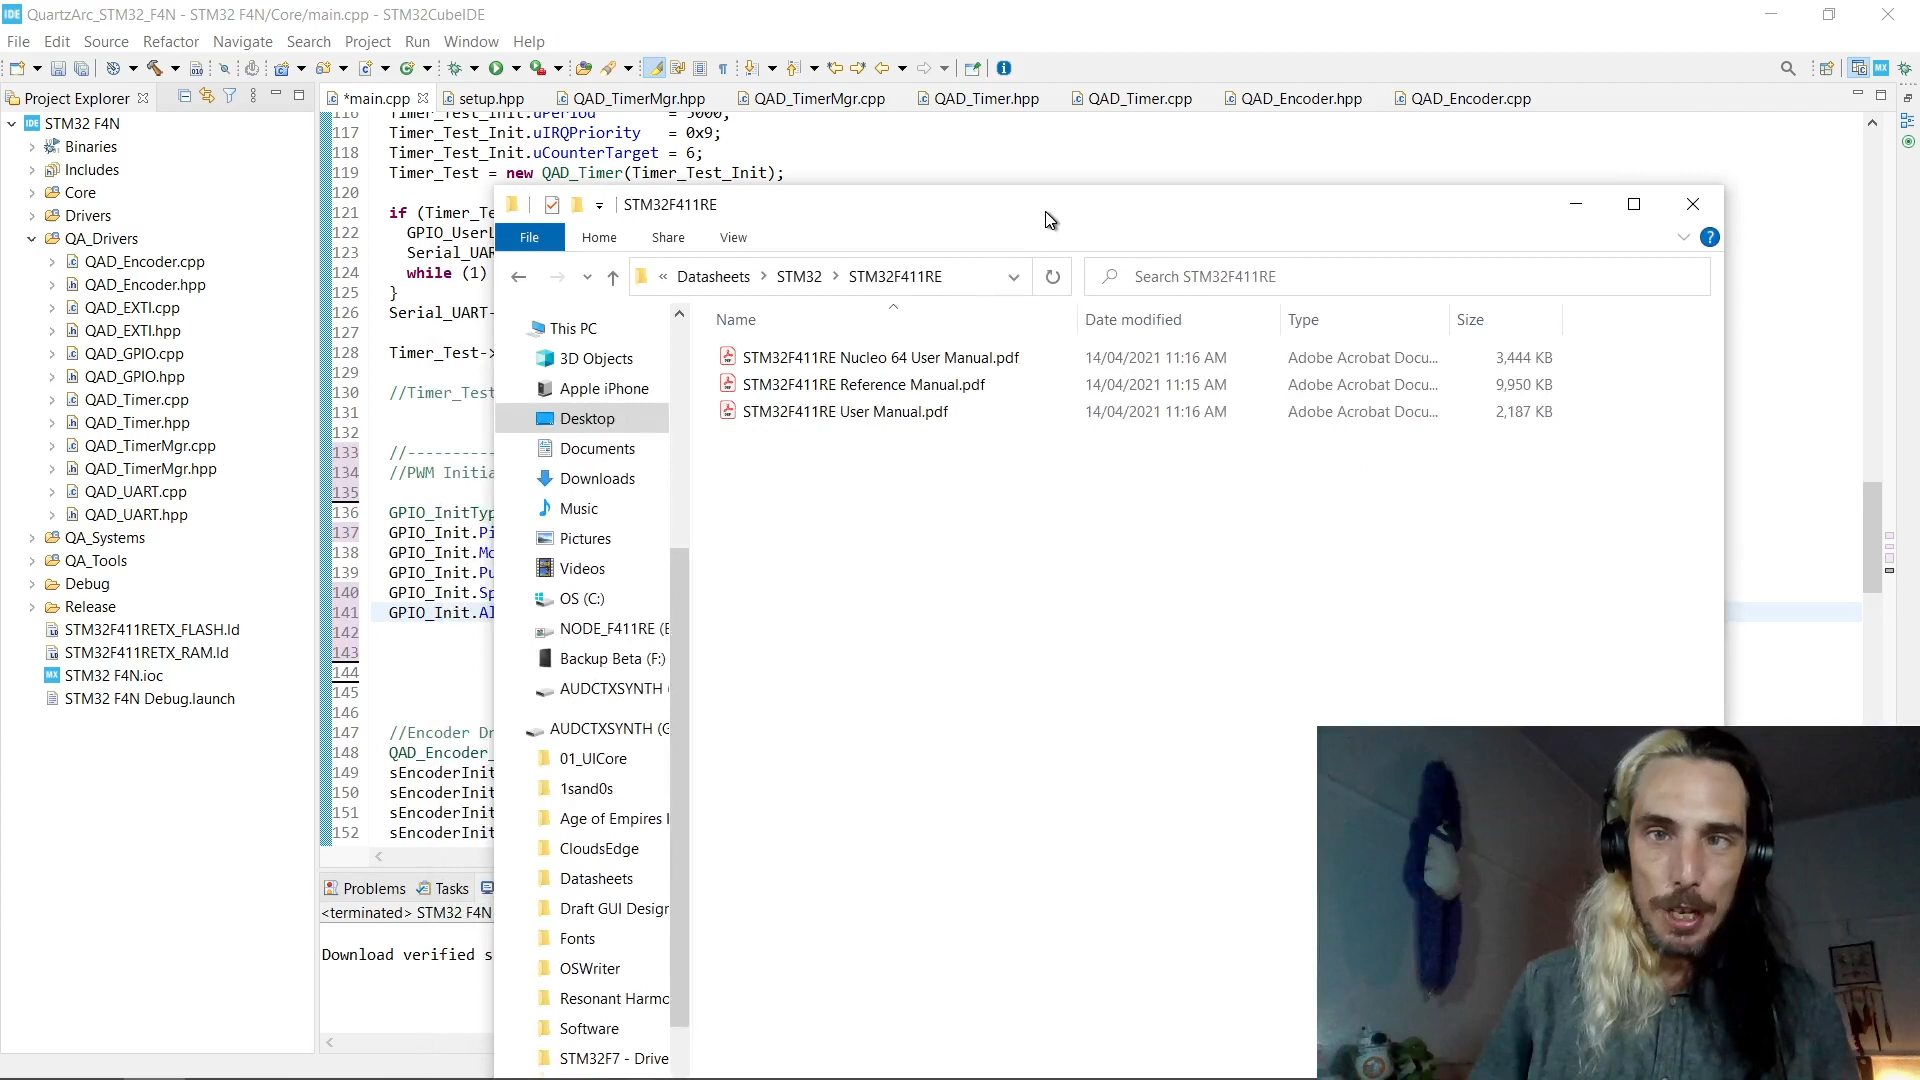 IDE QuartzArc_STM32_F4N - STM32 F4N/Core/main.cpp - STM32CubeIDE
File Edit Source Refactor Navigate Search Project Run Window Help
Project Explorer
*main.cpp setup.hpp QAD_TimerMgr.hpp QAD_TimerMgr.cpp QAD_Timer.hpp QAD_Timer.cpp QAD_Encoder.hpp QAD_Encoder.cpp
IDE STM32 F4N
Binaries
Includes
Core
Drivers
QA_Drivers
QAD_Encoder.cpp
QAD_Encoder.hpp
QAD_EXTI.cpp
QAD_EXTI.hpp
QAD_GPIO.cpp
QAD_GPIO.hpp
QAD_Timer.cpp
QAD_Timer.hpp
QAD_TimerMgr.cpp
QAD_TimerMgr.hpp
QAD_UART.cpp
QAD_UART.hpp
QA_Systems
QA_Tools
Debug
Release
STM32F411RETX_FLASH.ld
STM32F411RETX_RAM.ld
MX STM32 F4N.ioc
STM32 F4N Debug.launch
116 Timer_Test_Init.uPeriod = 5000;
117 Timer_Test_Init.uIRQPriority = 0x9;
118 Timer_Test_Init.uCounterTarget = 6;
119 Timer_Test = new QAD_Timer(Timer_Test_Init);
120
121 if (Timer_Te
122 GPIO_UserL
123 Serial_UAR
124 while (1)
125 }
126 Serial_UART-
127
128 Timer_Test->
129
130 //Timer_Test
131
132
133 //----------
134 //PWM Initia
135
136 GPIO_InitTyp
137 GPIO_Init.Pi
138 GPIO_Init.Mo
139 GPIO_Init.Pu
140 GPIO_Init.Sp
141 GPIO_Init.Al
142
143
144
145
146
147 //Encoder Dr
148 QAD_Encoder_
149 sEncoderInit
150 sEncoderInit
151 sEncoderInit
152 sEncoderInit
Problems Tasks
<terminated> STM32 F4N
Download verified s
STM32F411RE
File Home Share View
« Datasheets > STM32 > STM32F411RE
Search STM32F411RE
Name Date modified Type Size
STM32F411RE Nucleo 64 User Manual.pdf 14/04/2021 11:16 AM Adobe Acrobat Docu... 3,444 KB
STM32F411RE Reference Manual.pdf 14/04/2021 11:15 AM Adobe Acrobat Docu... 9,950 KB
STM32F411RE User Manual.pdf 14/04/2021 11:16 AM Adobe Acrobat Docu... 2,187 KB
This PC
3D Objects
Apple iPhone
Desktop
Documents
Downloads
Music
Pictures
Videos
OS (C:)
NODE_F411RE (E
Backup Beta (F:)
AUDCTXSYNTH (
AUDCTXSYNTH (G
01_UICore
1sand0s
Age of Empires I
CloudsEdge
Datasheets
Draft GUI Design
Fonts
OSWriter
Resonant Harmo
Software
STM32F7 - Drive